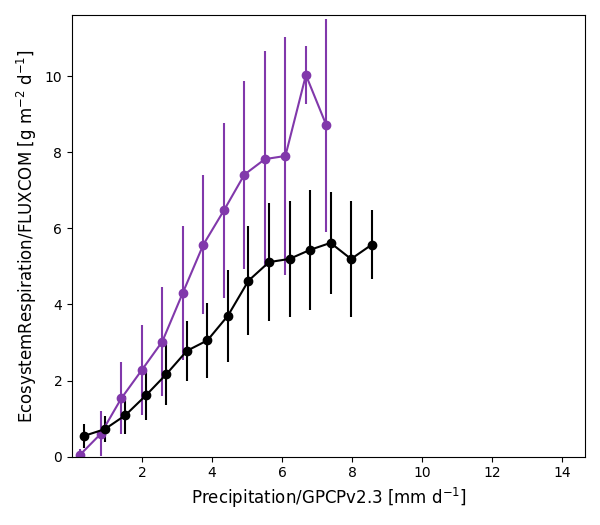 EcosystemRespiration/FLUXCOM [g m⁻² d⁻¹]
10
8
6
4
2
0
2 4 6 8 10 12 14
Precipitation/GPCPv2.3 [mm d⁻¹]